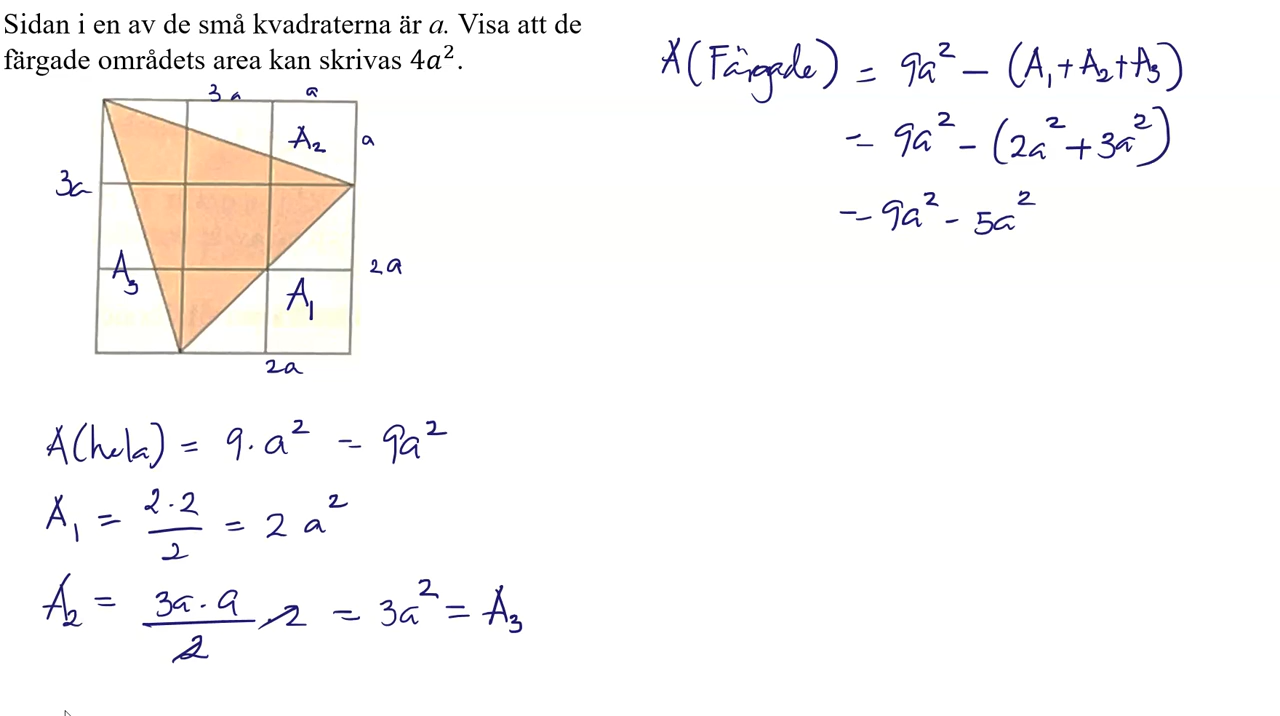 Sidan i en av de små kvadraterna är a. Visa att de
färgade områdets area kan skrivas 4a².
3a a
A₂ a
3a
A₃ 2a
A₁
2a
A(hela) = 9·a² = 9a²
A₁ = (2·2)/2 = 2a²
A₂ = (3a·a)/2 · 2 = 3a² = A₃
A(Färgade) = 9a² - (A₁+A₂+A₃)
= 9a² - (2a²+3a²)
= 9a² - 5a²